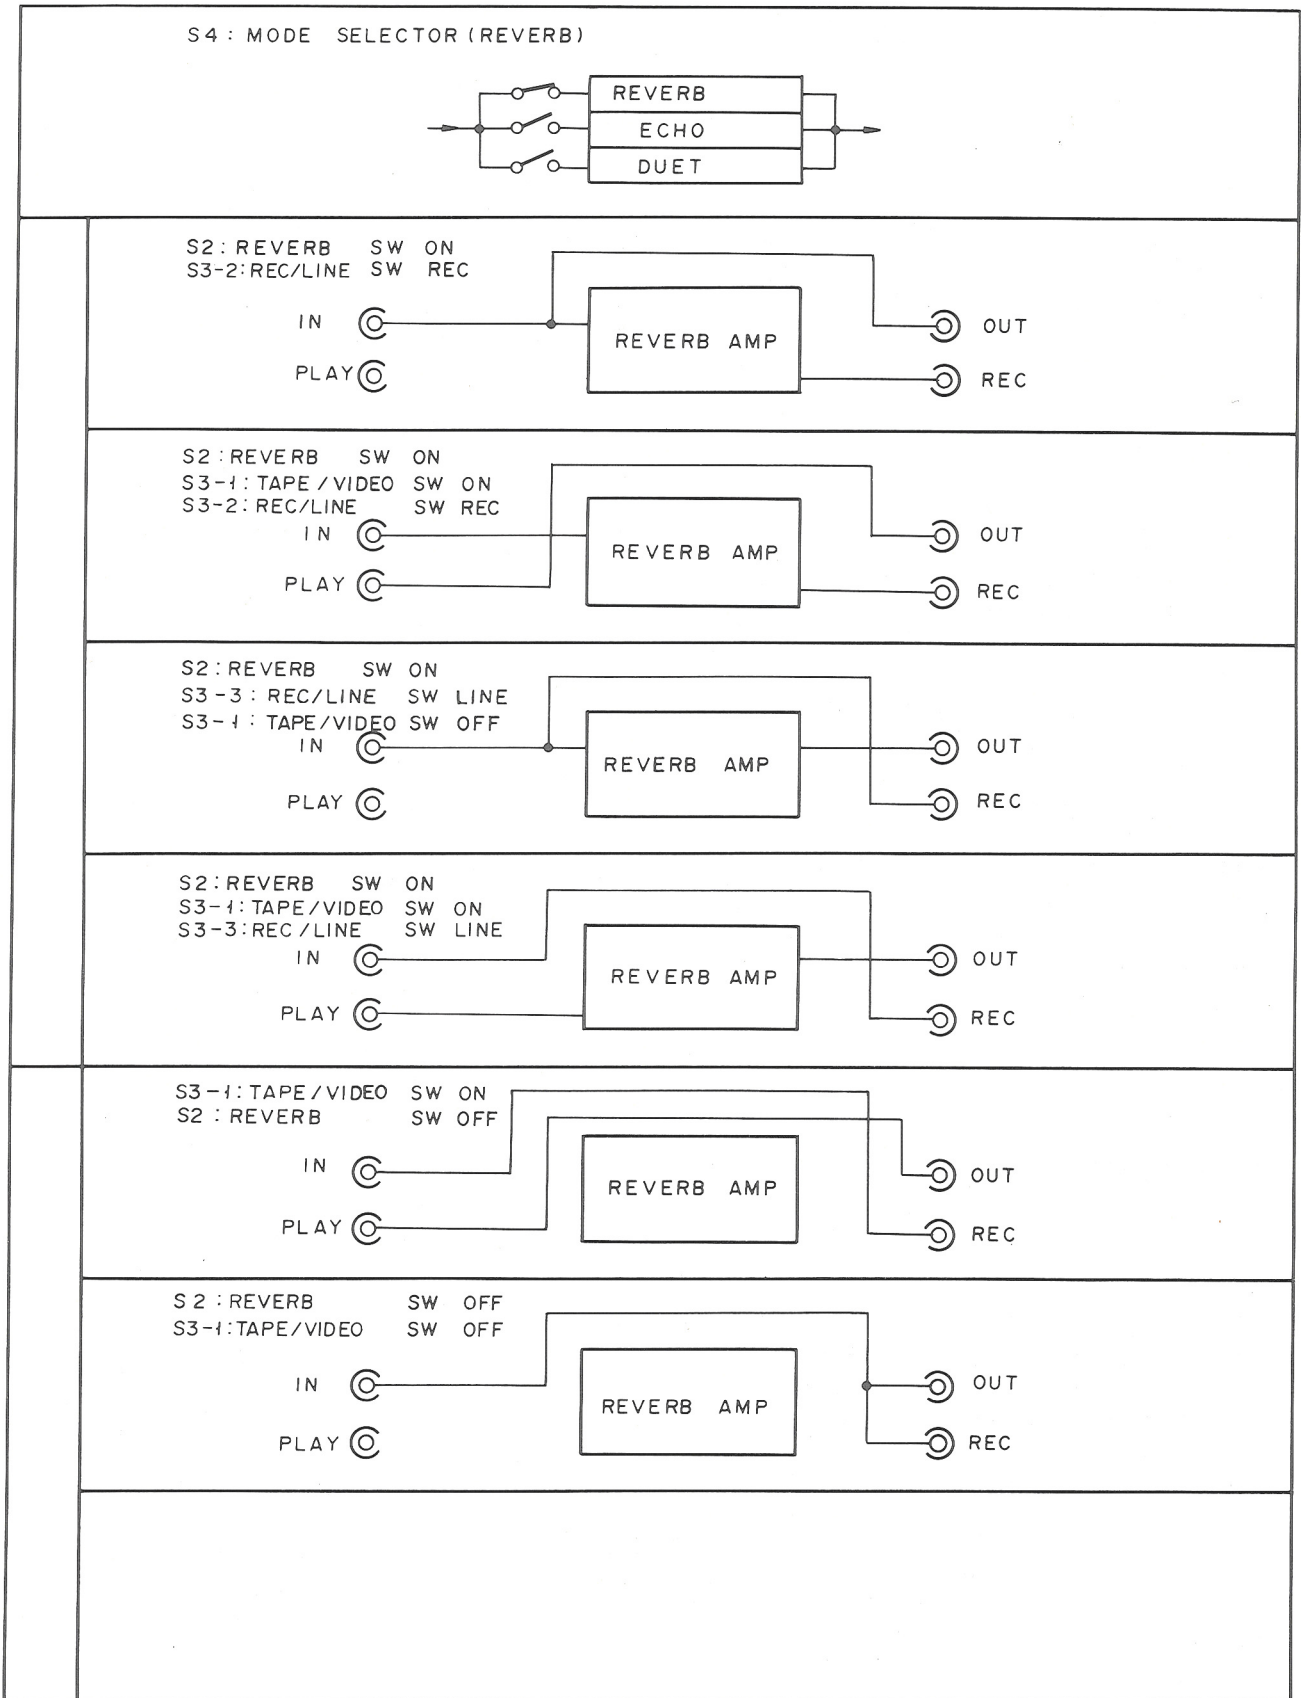 S4: MODE SELECTOR (REVERB)
REVERB
ECHO
DUET
S2: REVERB SW ON
S3-2: REC/LINE SW REC
IN
REVERB AMP
OUT
PLAY
REC
S2: REVERB SW ON
S3-1: TAPE/VIDEO SW ON
S3-2: REC/LINE SW REC
IN
REVERB AMP
OUT
PLAY
REC
S2: REVERB SW ON
S3-3: REC/LINE SW LINE
S3-1: TAPE/VIDEO SW OFF
IN
REVERB AMP
OUT
PLAY
REC
S2: REVERB SW ON
S3-1: TAPE/VIDEO SW ON
S3-3: REC/LINE SW LINE
IN
REVERB AMP
OUT
PLAY
REC
S3-1: TAPE/VIDEO SW ON
S2: REVERB SW OFF
IN
REVERB AMP
OUT
PLAY
REC
S2: REVERB SW OFF
S3-1: TAPE/VIDEO SW OFF
IN
REVERB AMP
OUT
PLAY
REC